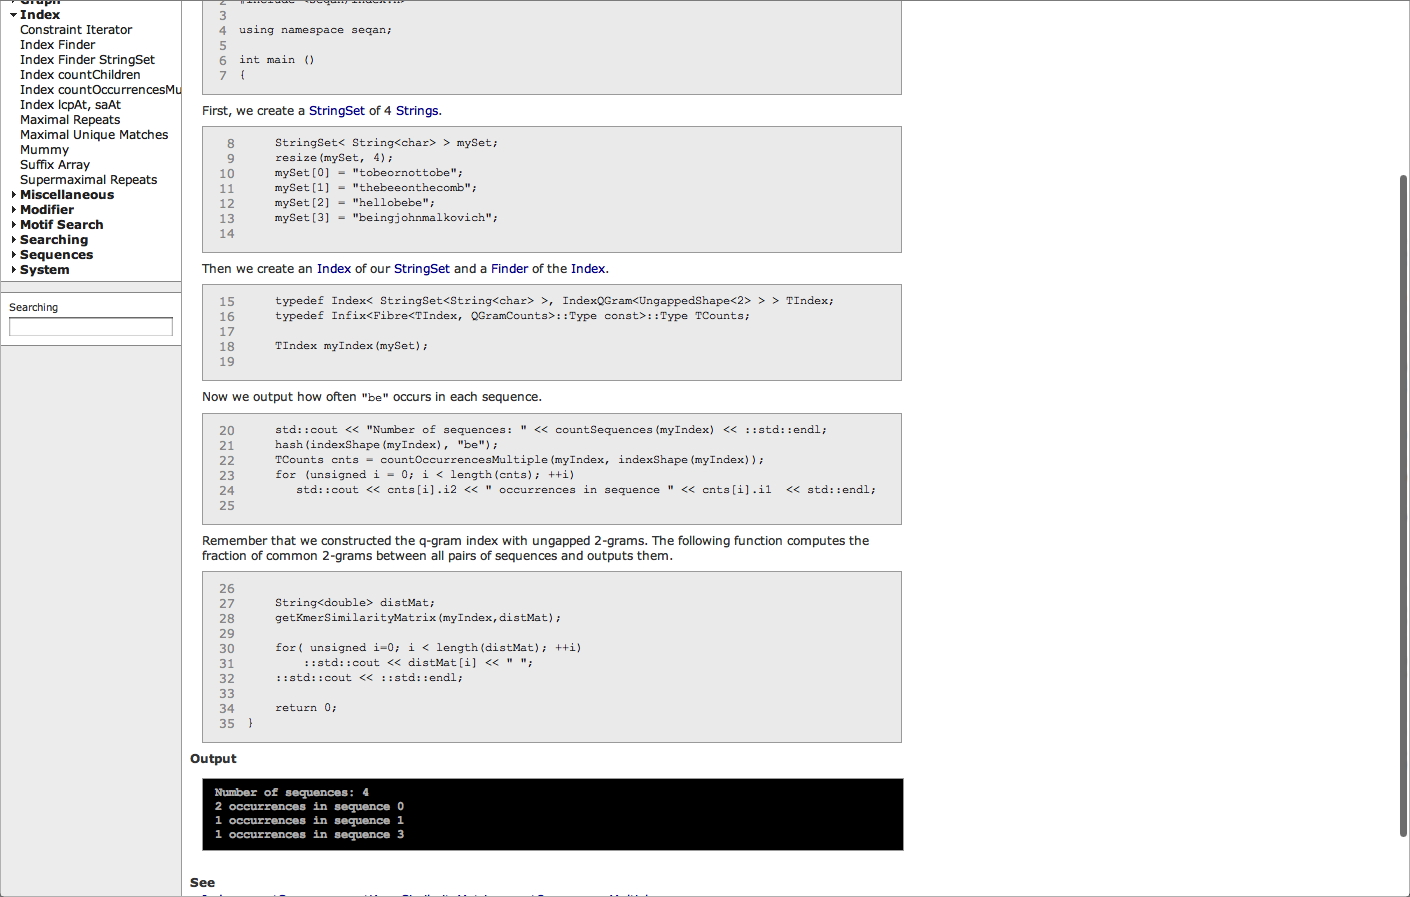 Graph
Index
Constraint Iterator
Index Finder
Index Finder StringSet
Index countChildren
Index countOccurrencesMu
Index lcpAt, saAt
Maximal Repeats
Maximal Unique Matches
Mummy
Suffix Array
Supermaximal Repeats
Miscellaneous
Modifier
Motif Search
Searching
Sequences
System
Searching
2 #include <seqan/index.h>
3
4 using namespace seqan;
5
6 int main ()
7 {
First, we create a StringSet of 4 Strings.
8 StringSet< String<char> > mySet;
9 resize(mySet, 4);
10 mySet[0] = "tobeornottobe";
11 mySet[1] = "thebeeonthecomb";
12 mySet[2] = "hellobebe";
13 mySet[3] = "beingjohnmalkovich";
14
Then we create an Index of our StringSet and a Finder of the Index.
15 typedef Index< StringSet<String<char> >, IndexQGram<UngappedShape<2> > > TIndex;
16 typedef Infix<Fibre<TIndex, QGramCounts>::Type const>::Type TCounts;
17
18 TIndex myIndex(mySet);
19
Now we output how often "be" occurs in each sequence.
20 std::cout << "Number of sequences: " << countSequences(myIndex) << ::std::endl;
21 hash(indexShape(myIndex), "be");
22 TCounts cnts = countOccurrencesMultiple(myIndex, indexShape(myIndex));
23 for (unsigned i = 0; i < length(cnts); ++i)
24 std::cout << cnts[i].i2 << " occurrences in sequence " << cnts[i].i1  << std::endl;
25
Remember that we constructed the q-gram index with ungapped 2-grams. The following function computes the
fraction of common 2-grams between all pairs of sequences and outputs them.
26
27 String<double> distMat;
28 getKmerSimilarityMatrix(myIndex,distMat);
29
30 for( unsigned i=0; i < length(distMat); ++i)
31 ::std::cout << distMat[i] << " ";
32 ::std::cout << ::std::endl;
33
34 return 0;
35 }
Output
Number of sequences: 4
2 occurrences in sequence 0
1 occurrences in sequence 1
1 occurrences in sequence 3
See